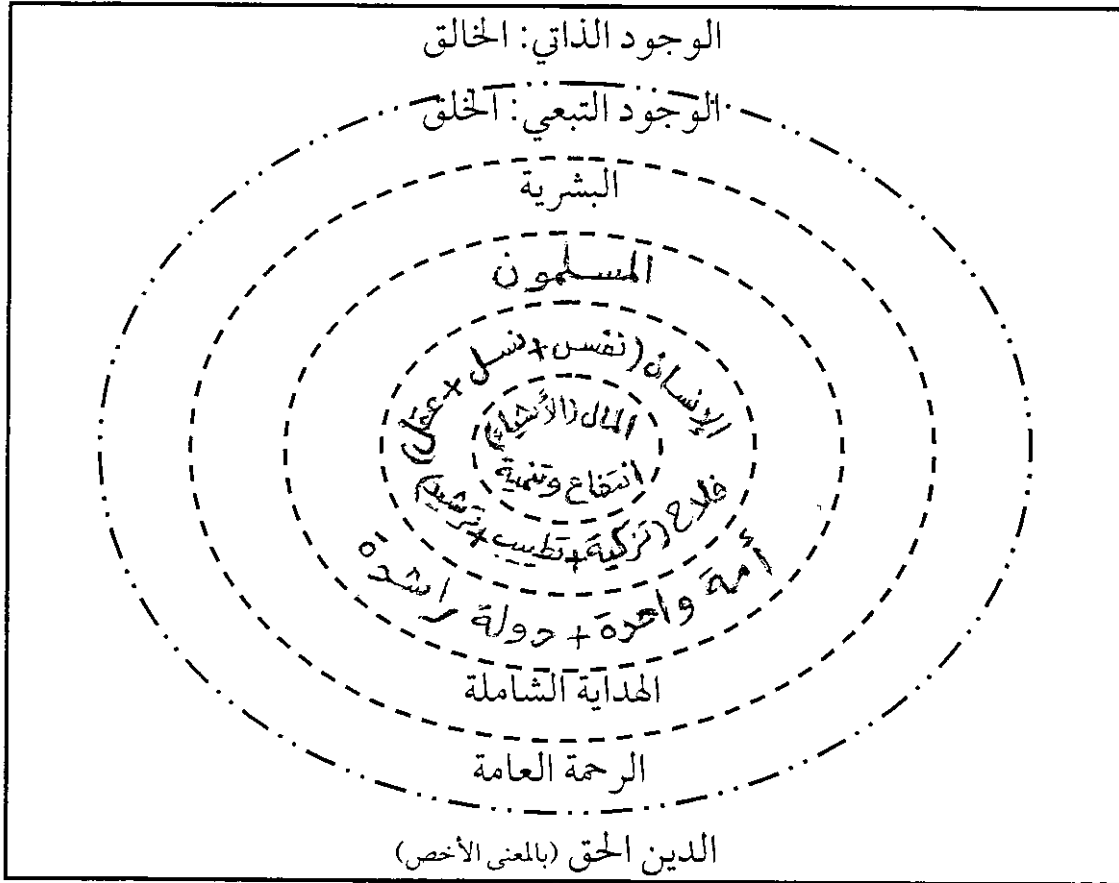 الوجود الذاتي: الخالق
الوجود التبعي: الخلق
البشرية
المسلمون
الإنسان (نفس + نسل + عقل)
المال (الأشياء)
انتفاع وتنمية
فلاح (تزكية + تطبيب + ترشيد)
أمة واحدة + دولة راشدة
الهداية الشاملة
الرحمة العامة
الدين الحق (بالمعنى الأخص)